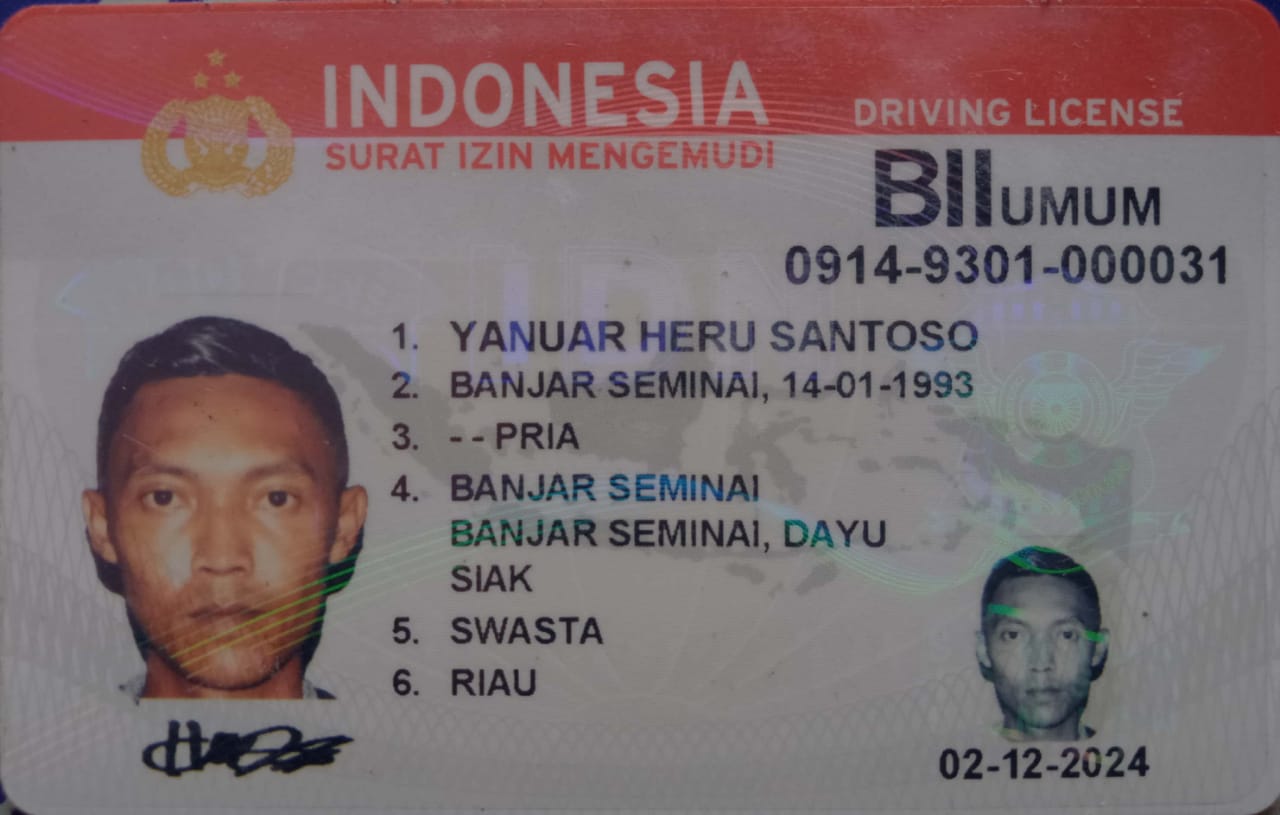 INDONESIA
DRIVING LICENSE
SURAT IZIN MENGEMUDI
BII UMUM
0914-9301-000031
1. YANUAR HERU SANTOSO
2. BANJAR SEMINAI, 14-01-1993
3. - - PRIA
4. BANJAR SEMINAI
BANJAR SEMINAI, DAYU
SIAK
5. SWASTA
6. RIAU
02-12-2024